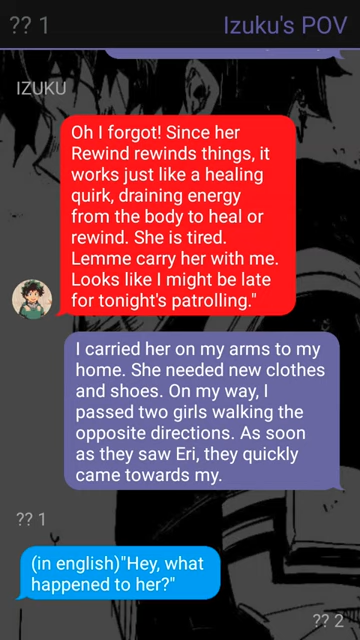 ?? 1
Izuku's POV
IZUKU
Oh I forgot! Since her
Rewind rewinds things, it
works just like a healing
quirk, draining energy
from the body to heal or
rewind. She is tired.
Lemme carry her with me.
Looks like I might be late
for tonight's patrolling."
I carried her on my arms to my
home. She needed new clothes
and shoes. On my way, I
passed two girls walking the
opposite directions. As soon
as they saw Eri, they quickly
came towards my.
?? 1
(in english)"Hey, what
happened to her?"
?? 2